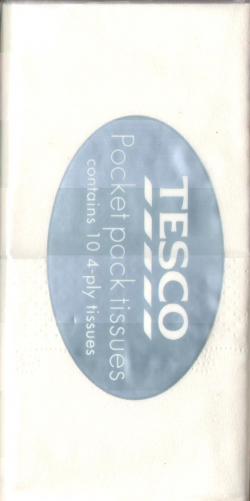 TESCO
Pocket pack tissues
contains 10 4-ply tissues